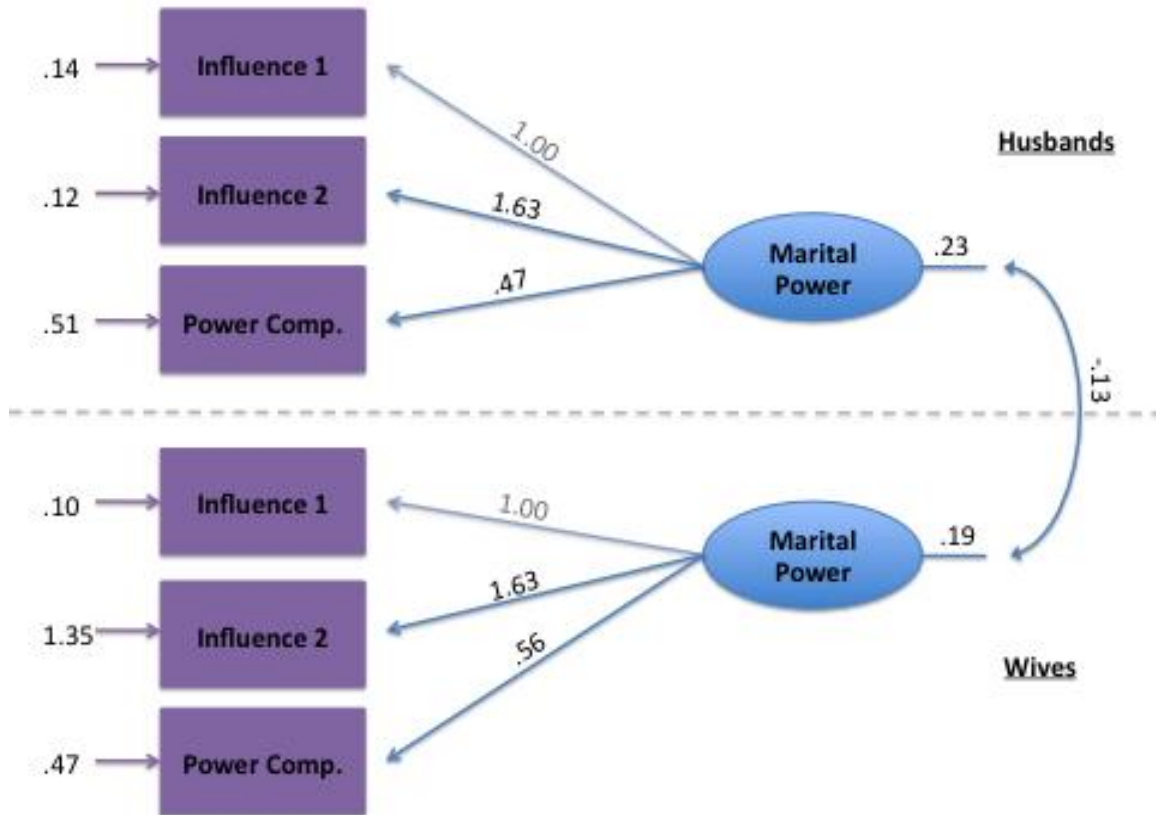 .14
Influence 1
1.00
Husbands
.12
Influence 2
1.63
Marital
Power
.23
.51
Power Comp.
.47
-.13
.10
Influence 1
1.00
Marital
Power
.19
1.35
Influence 2
1.63
Wives
.47
Power Comp.
.56